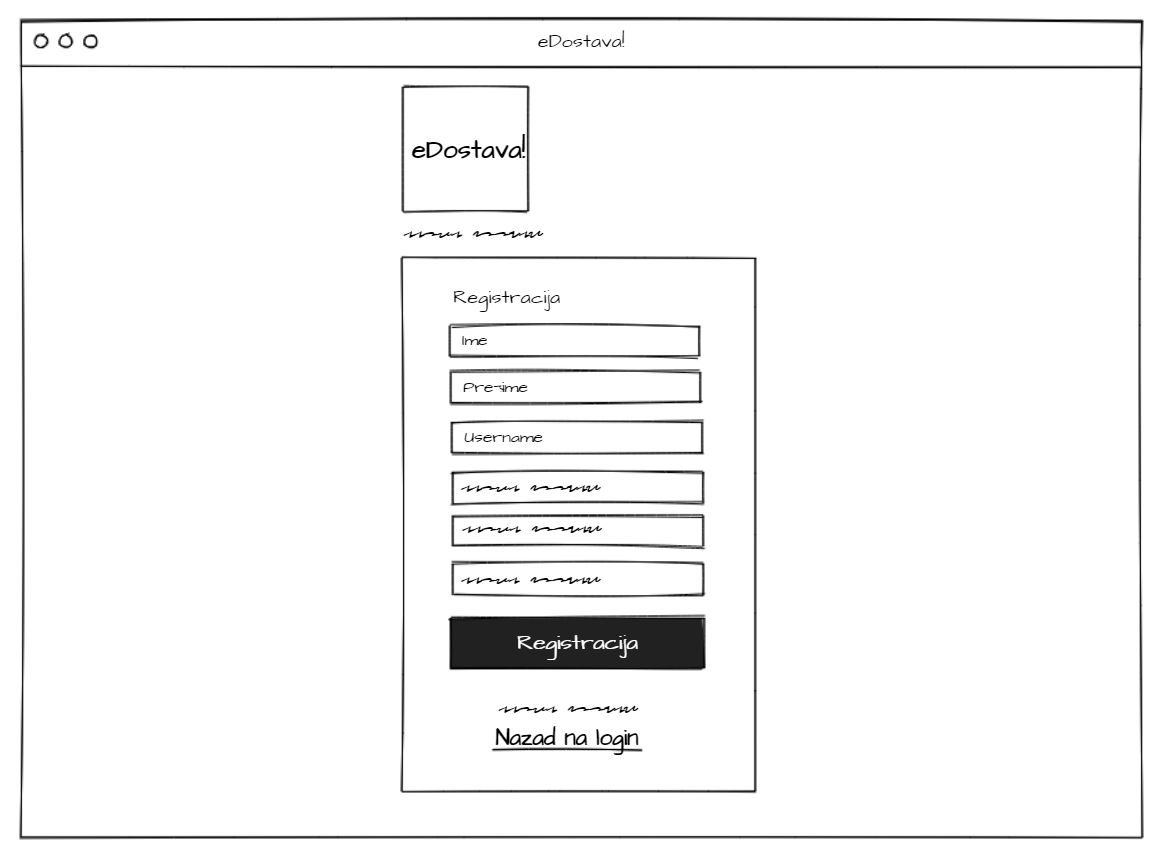 eDostava!
eDostava!
Registracija
Ime
Prezime
Username
Registracija
Nazad na login